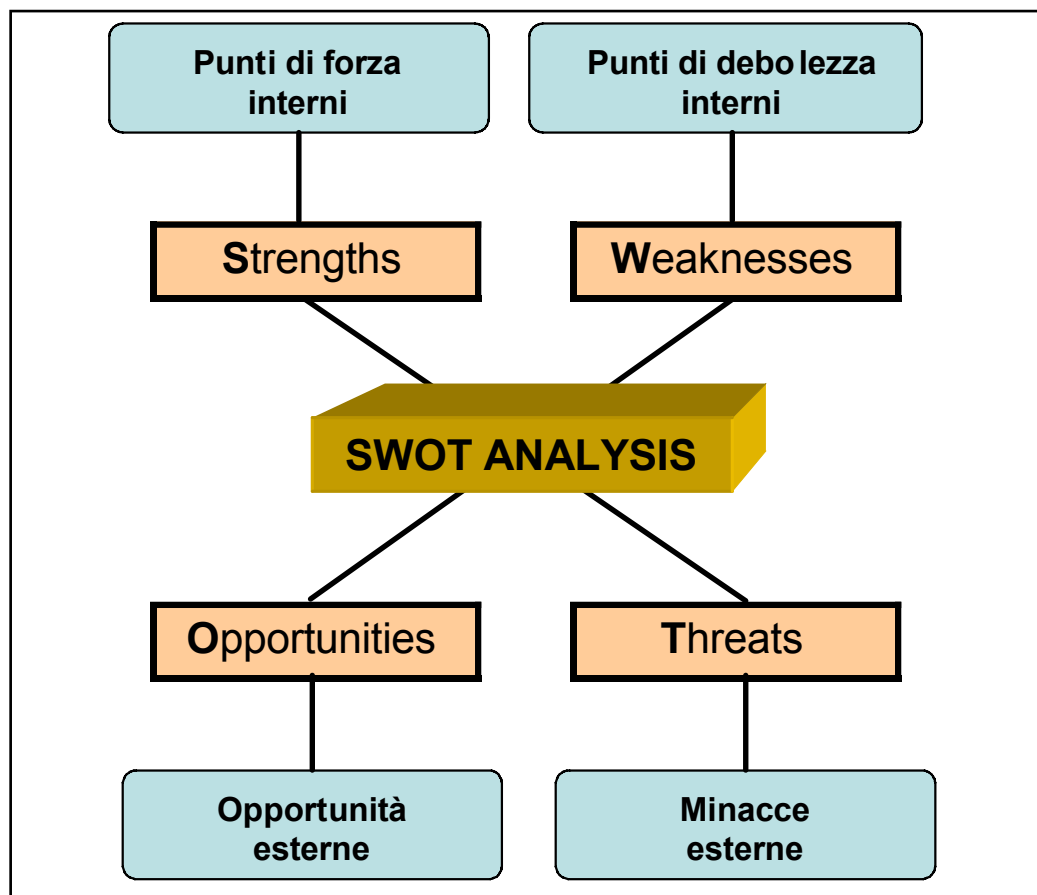 Punti di forza
interni
Punti di debolezza
interni
Strengths
Weaknesses
SWOT ANALYSIS
Opportunities
Threats
Opportunità
esterne
Minacce
esterne